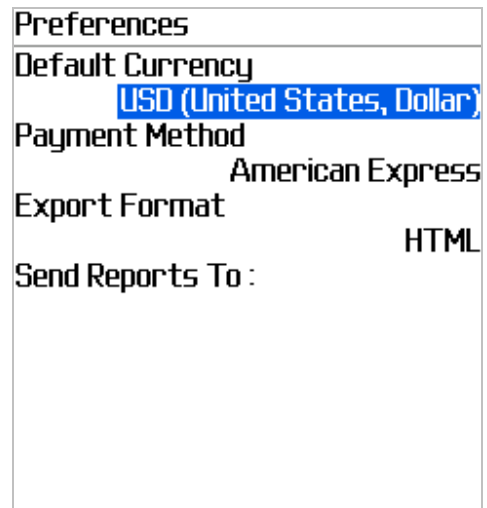 Preferences
Default Currency
USD (United States, Dollar)
Payment Method
American Express
Export Format
HTML
Send Reports To :